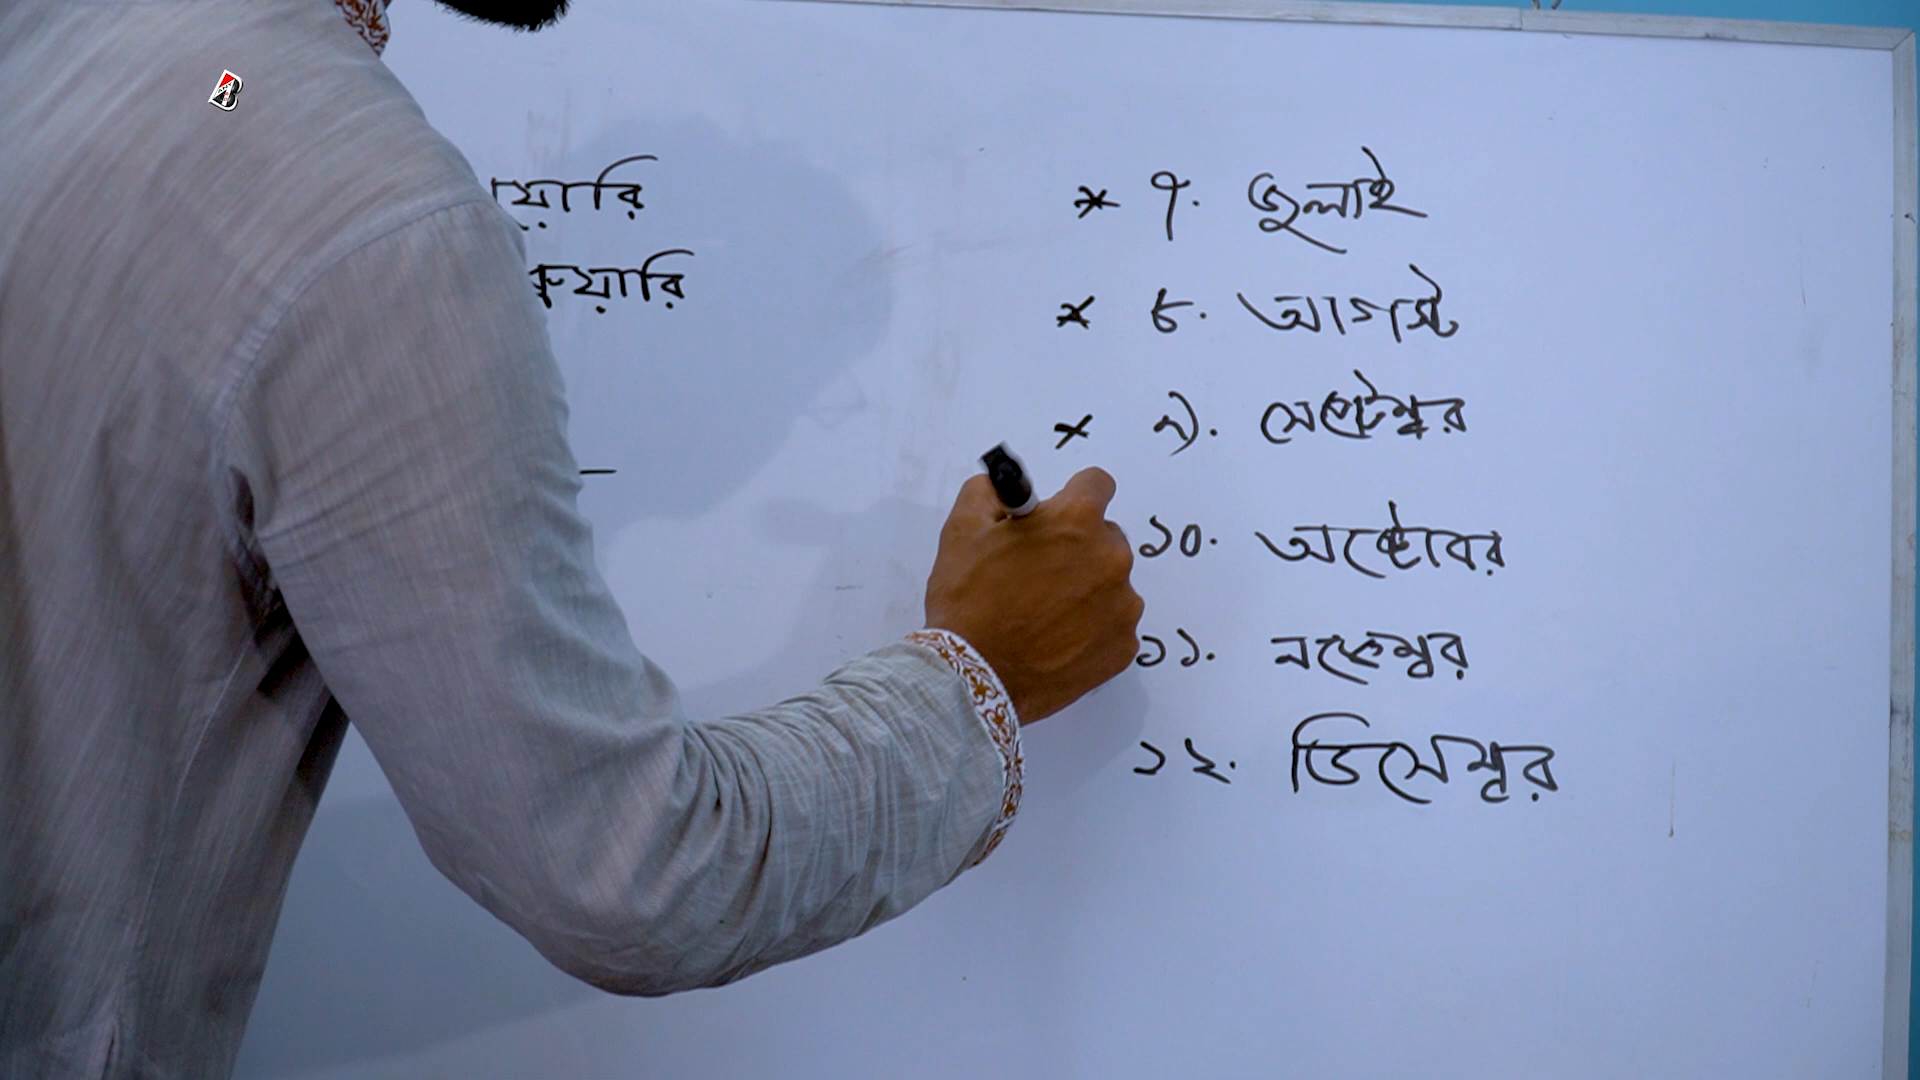 য়ারি
ব্রুয়ারি
* ৭. জুলাই
* ৮. আগস্ট
* ৯. সেপ্টেম্বর
১০. অক্টোবর
১১. নভেম্বর
১২. ডিসেম্বর